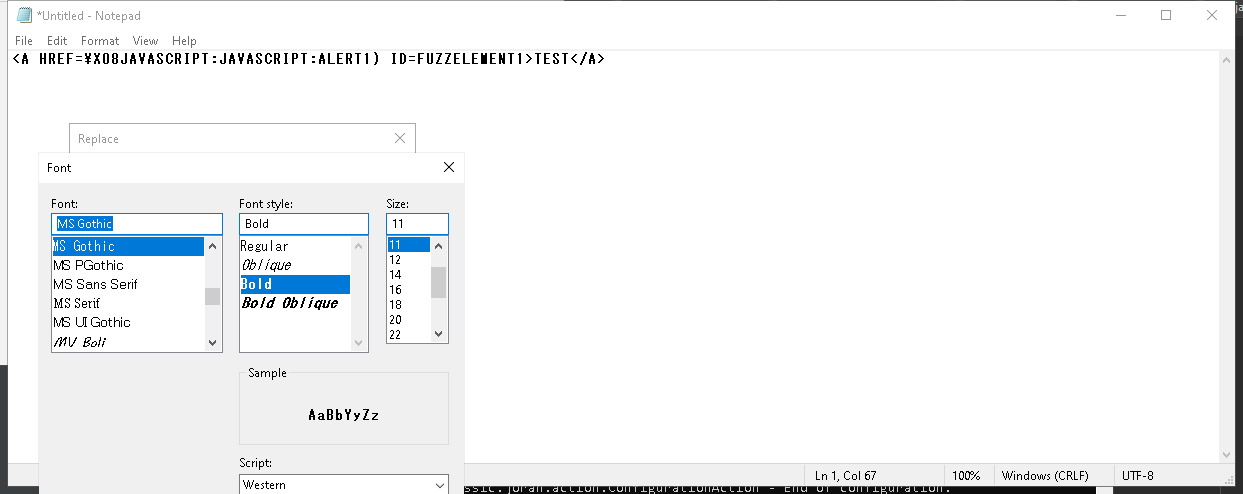 *Untitled - Notepad
File Edit Format View Help
<A HREF=¥X08JAVASCRIPT:JAVASCRIPT:ALERT1) ID=FUZZELEMENT1>TEST</A>
Replace
Font
Font: Font style: Size:
MS Gothic Bold 11
MS Gothic Regular 11
MS PGothic Oblique 12
MS Sans Serif Bold 14
MS Serif Bold Oblique 16
MS UI Gothic 18
MV Boli 20
22
Sample
AaBbYyZz
Script:
Western
Ln 1, Col 67 100% Windows (CRLF) UTF-8
ssic.joran.action.ConfigurationAction - End of configuration.
ja